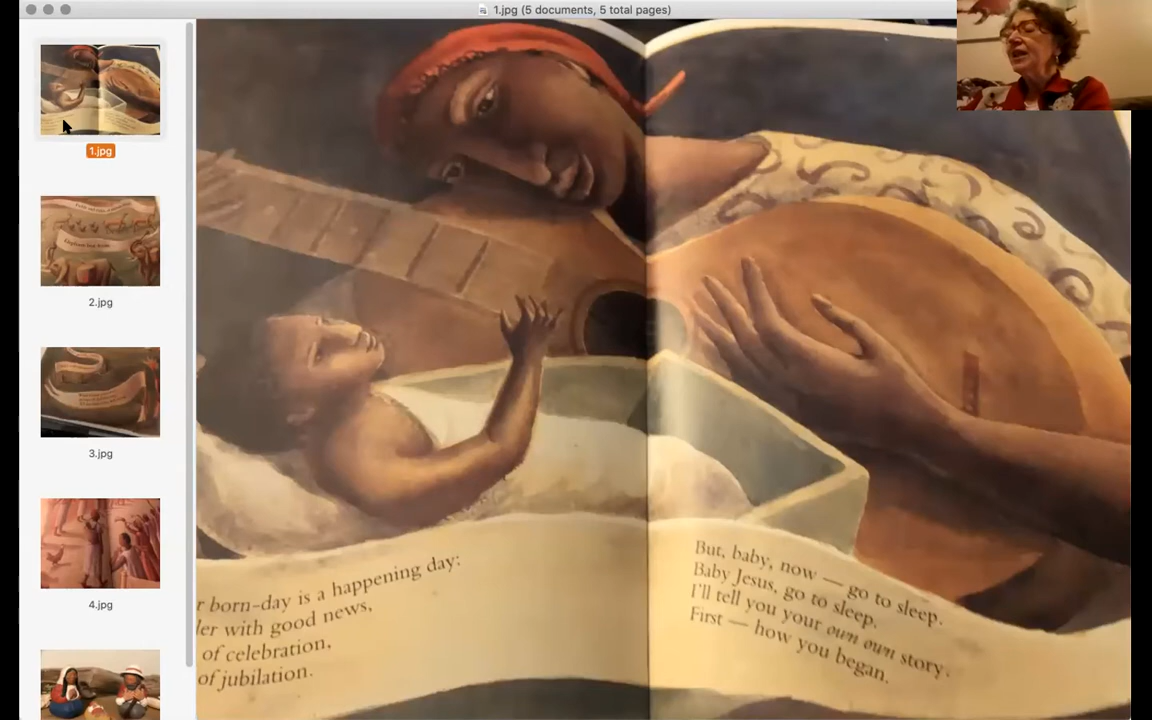 1.jpg (5 documents, 5 total pages)
1.jpg
2.jpg
3.jpg
4.jpg
born-day is a happening day:
with good news,
of celebration,
of jubilation.
But, baby, now — go to sleep.
Baby Jesus, go to sleep.
I'll tell you your own own story.
First — how you began.